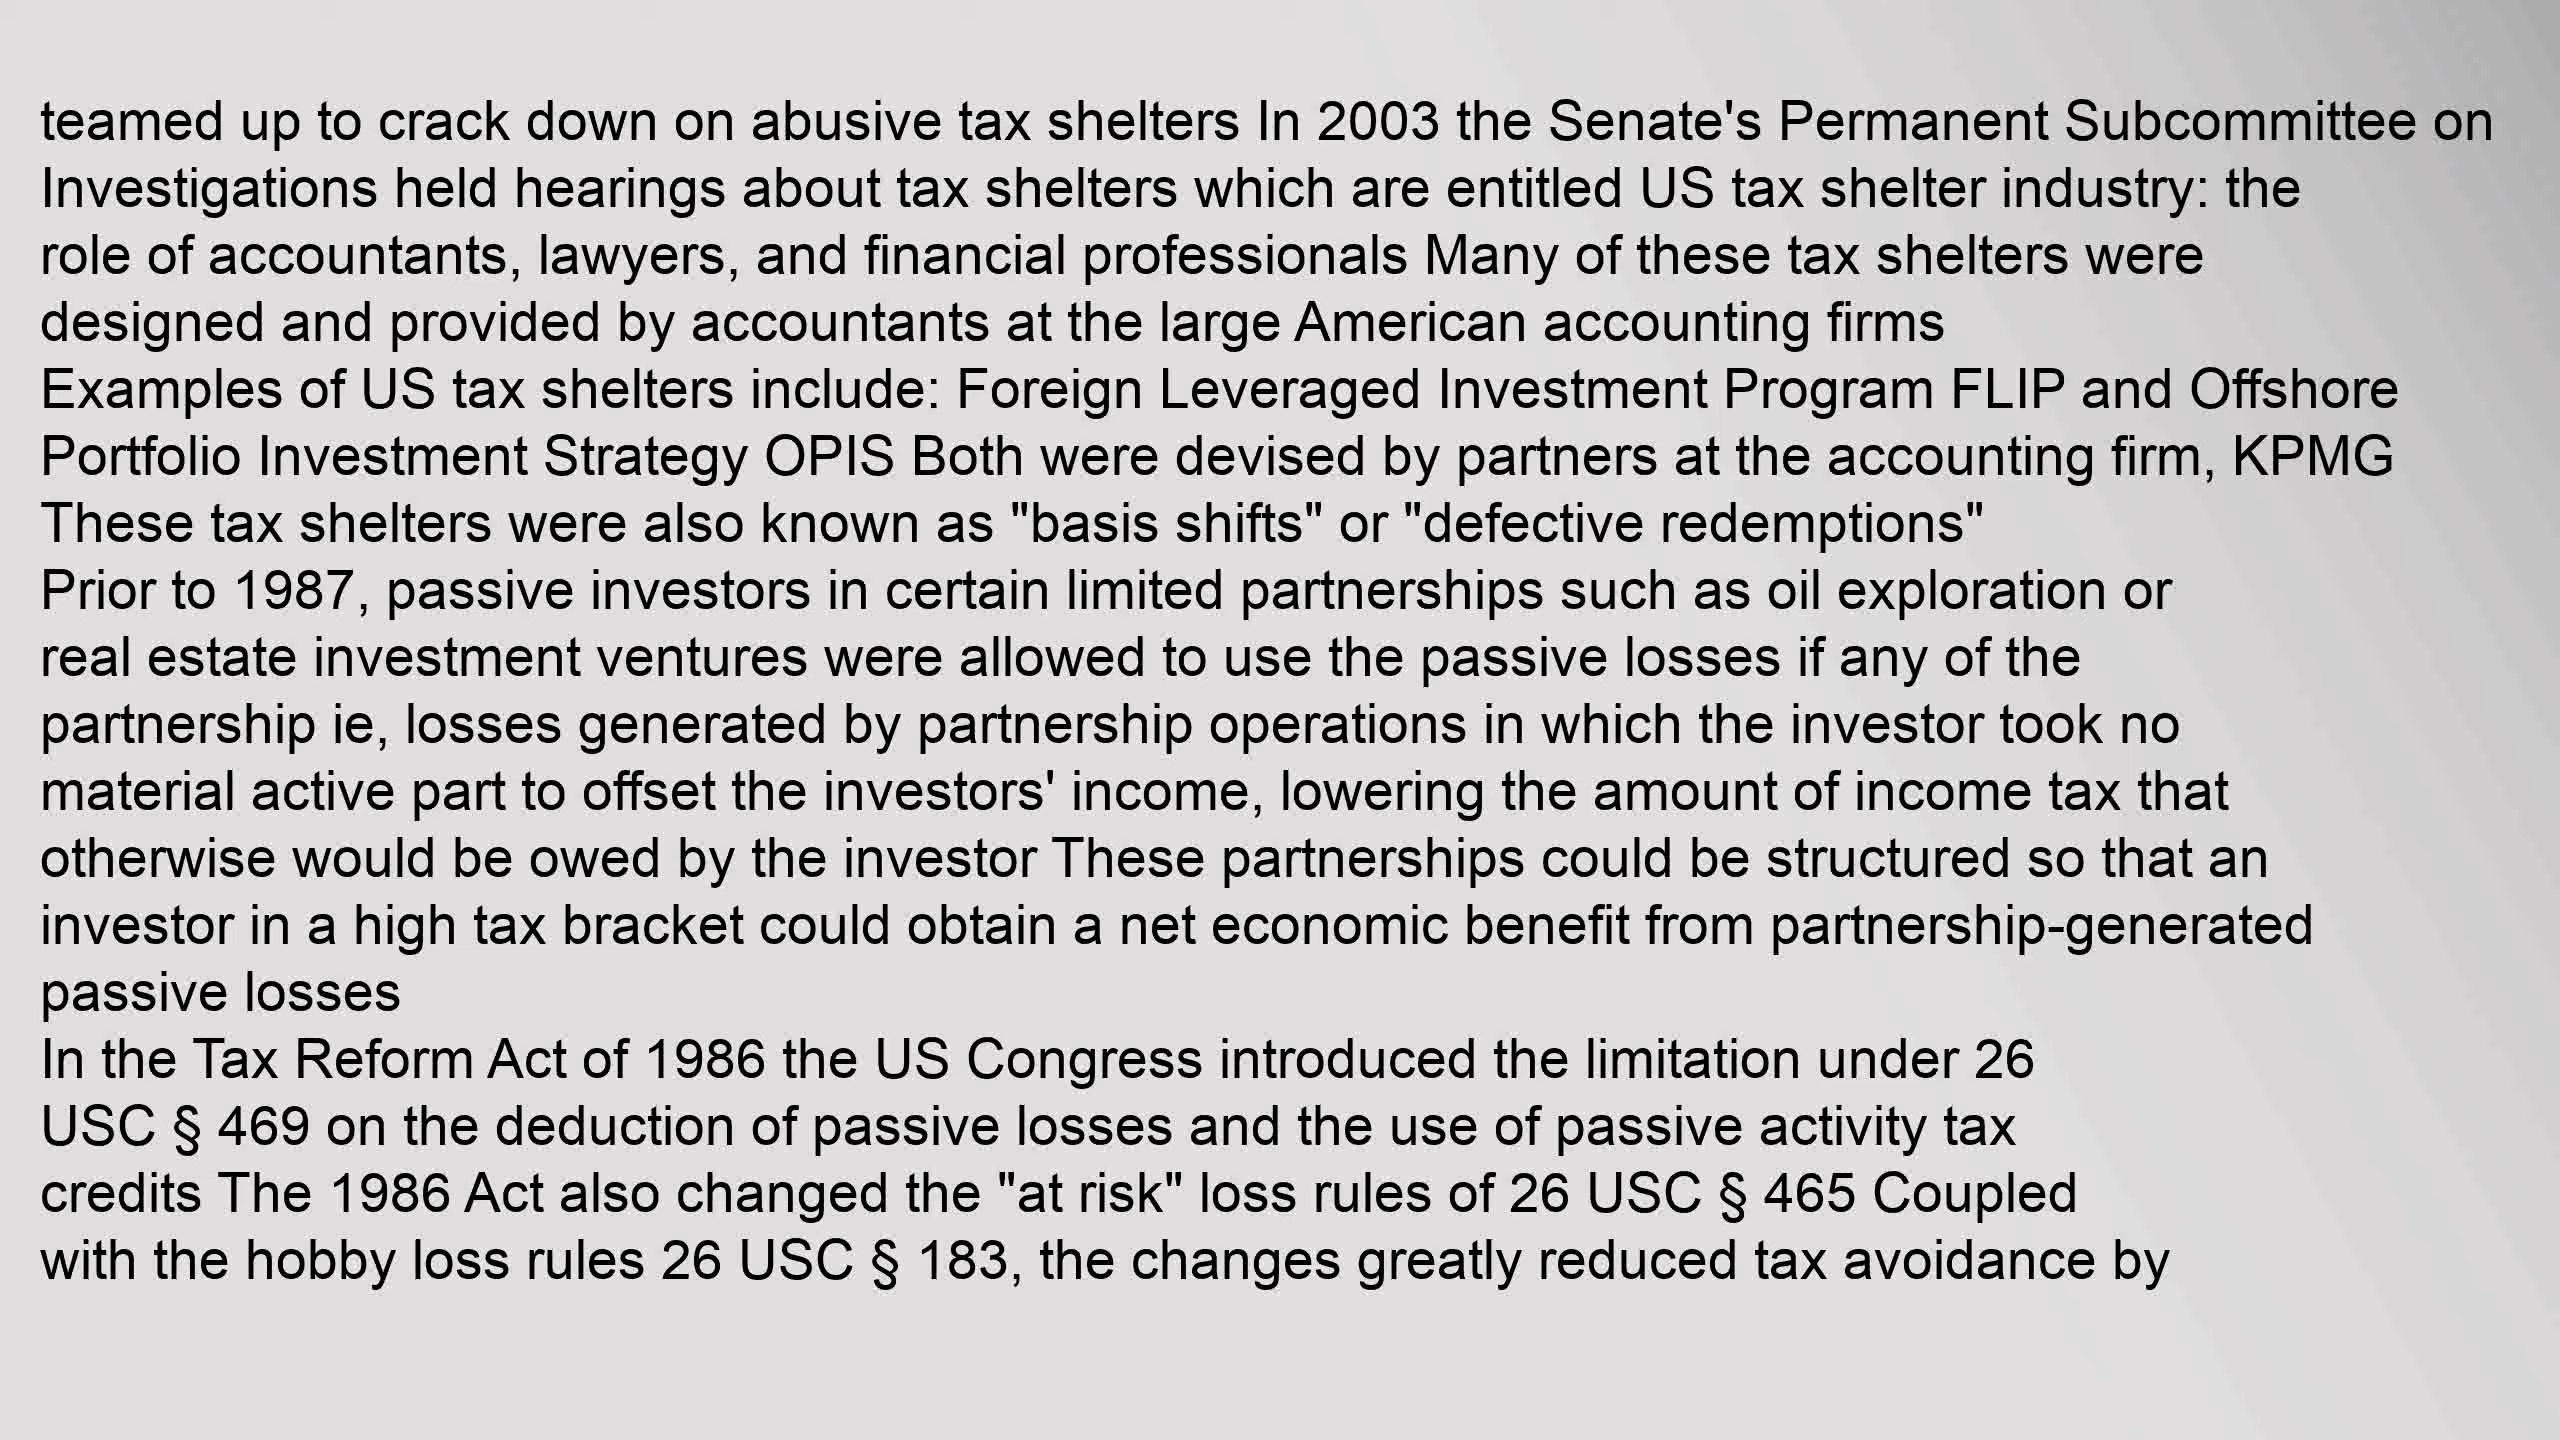 teamed up to crack down on abusive tax shelters In 2003 the Senate's Permanent Subcommittee on
Investigations held hearings about tax shelters which are entitled US tax shelter industry: the
role of accountants, lawyers, and financial professionals Many of these tax shelters were
designed and provided by accountants at the large American accounting firms
Examples of US tax shelters include: Foreign Leveraged Investment Program FLIP and Offshore
Portfolio Investment Strategy OPIS Both were devised by partners at the accounting firm, KPMG
These tax shelters were also known as "basis shifts" or "defective redemptions"
Prior to 1987, passive investors in certain limited partnerships such as oil exploration or
real estate investment ventures were allowed to use the passive losses if any of the
partnership ie, losses generated by partnership operations in which the investor took no
material active part to offset the investors' income, lowering the amount of income tax that
otherwise would be owed by the investor These partnerships could be structured so that an
investor in a high tax bracket could obtain a net economic benefit from partnership-generated
passive losses
In the Tax Reform Act of 1986 the US Congress introduced the limitation under 26
USC § 469 on the deduction of passive losses and the use of passive activity tax
credits The 1986 Act also changed the "at risk" loss rules of 26 USC § 465 Coupled
with the hobby loss rules 26 USC § 183, the changes greatly reduced tax avoidance by